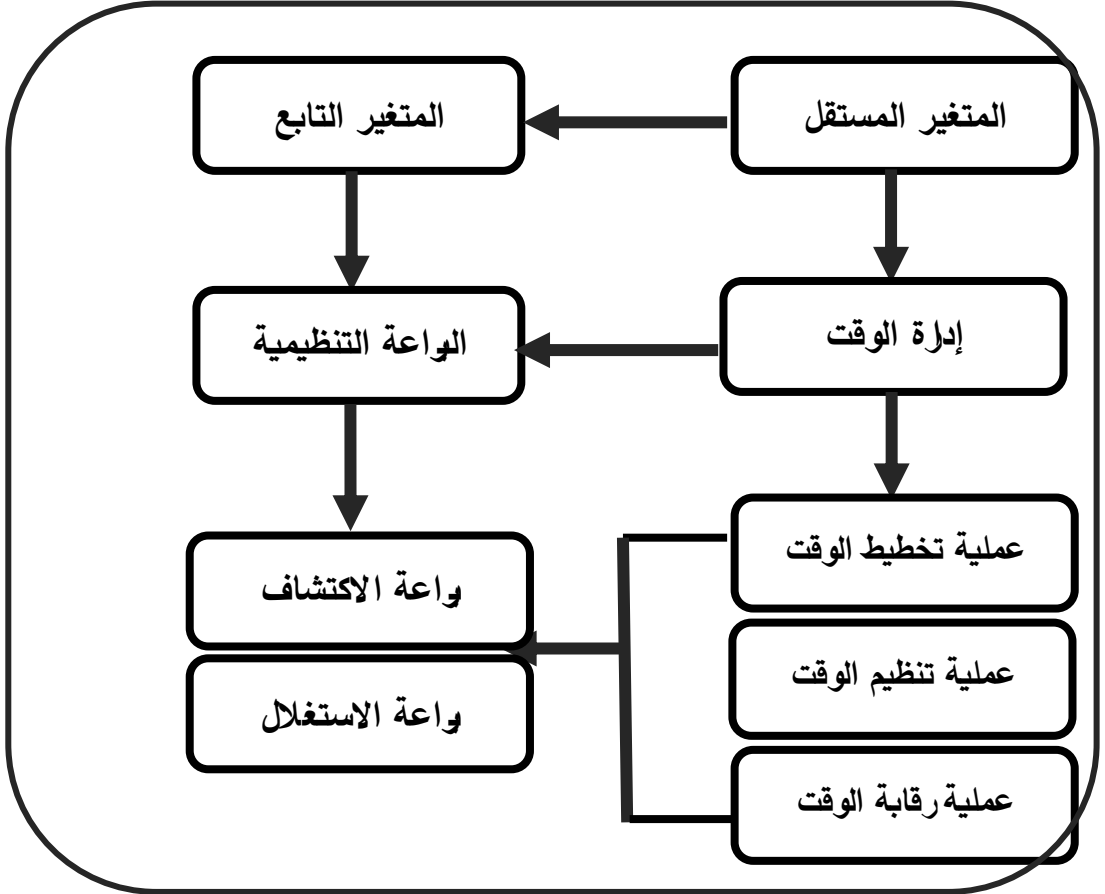 المتغير المستقل
المتغير التابع
إدارة الوقت
البراعة التنظيمية
عملية تخطيط الوقت
عملية تنظيم الوقت
عملية رقابة الوقت
براعة الاكتشاف
براعة الاستغلال